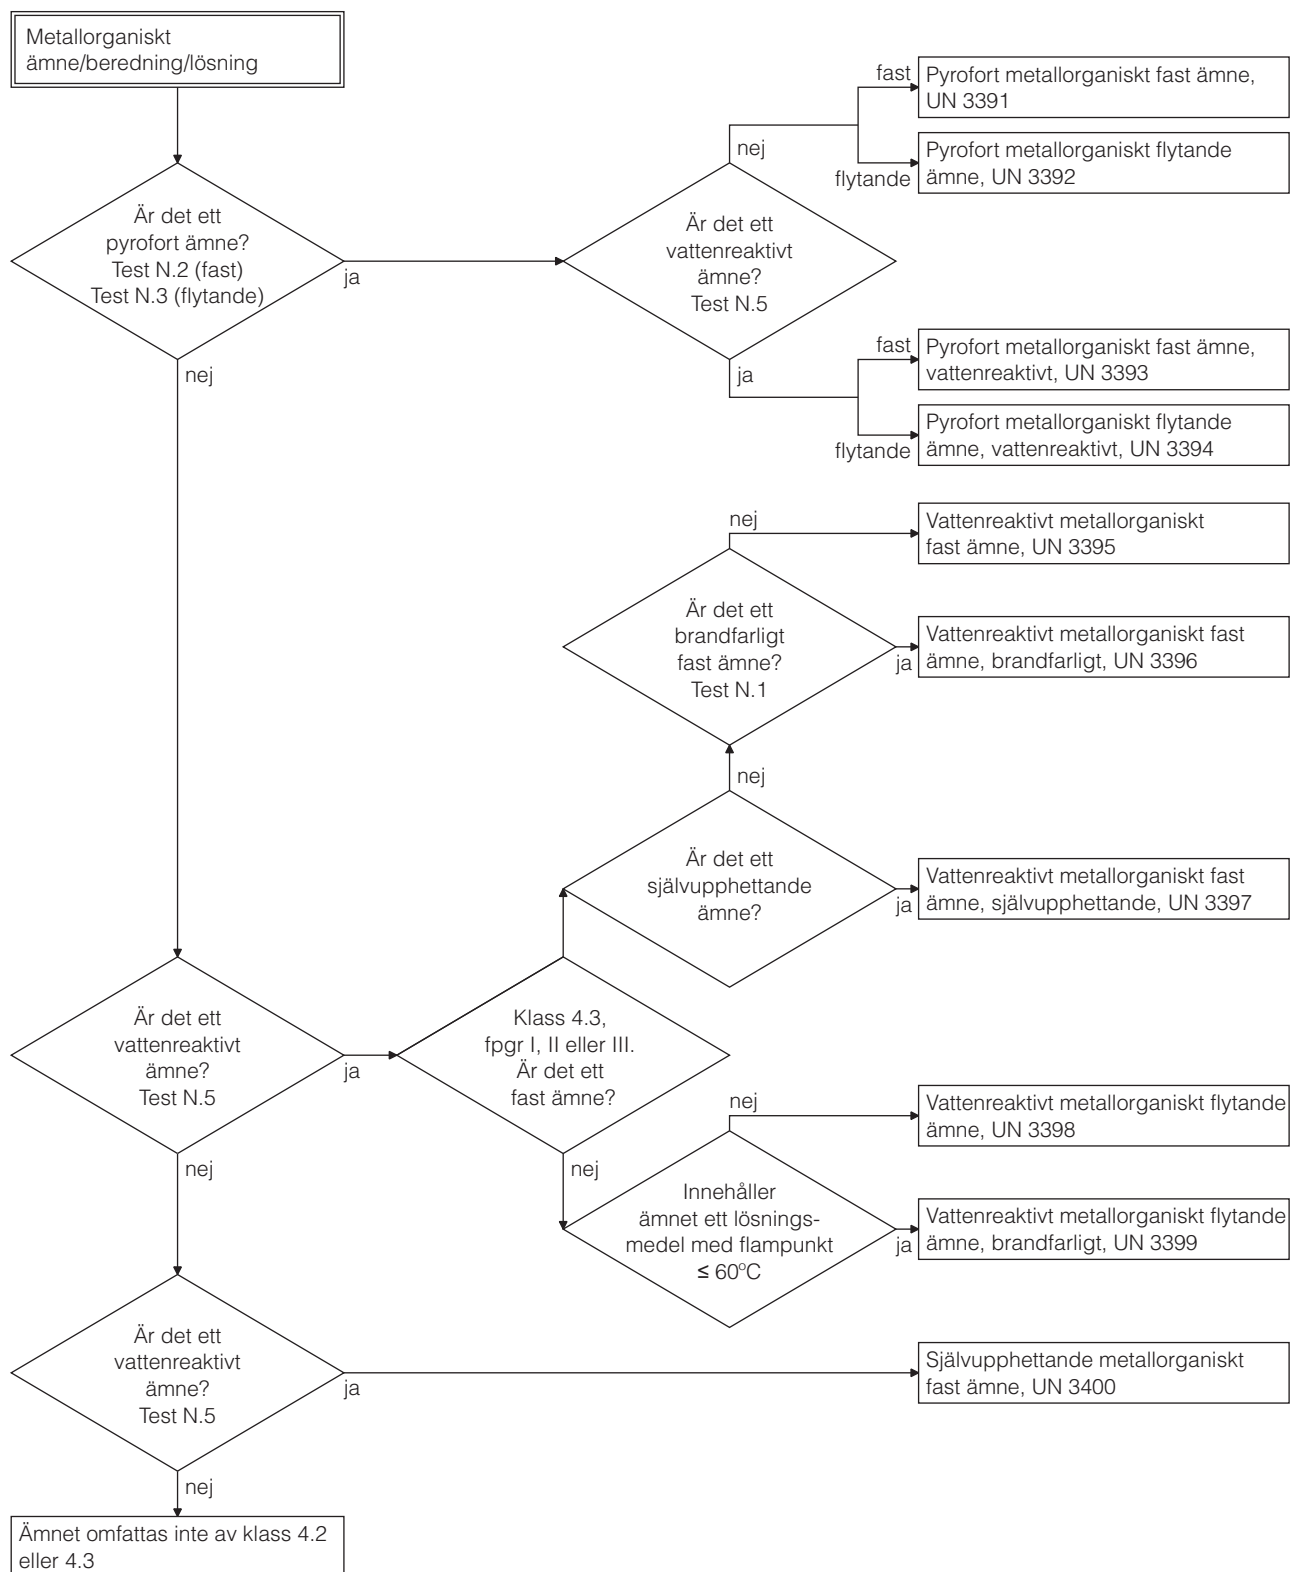 Metallorganiskt
ämne/beredning/lösning
fast
Pyrofort metallorganiskt fast ämne,
UN 3391
nej
flytande
Pyrofort metallorganiskt flytande
ämne, UN 3392
Är det ett
pyrofort ämne?
Test N.2 (fast)
Test N.3 (flytande)
ja
nej
Är det ett
vattenreaktivt
ämne?
Test N.5
ja
fast
Pyrofort metallorganiskt fast ämne,
vattenreaktivt, UN 3393
flytande
Pyrofort metallorganiskt flytande
ämne, vattenreaktivt, UN 3394
nej
Vattenreaktivt metallorganiskt
fast ämne, UN 3395
Är det ett
brandfarligt
fast ämne?
Test N.1
ja
Vattenreaktivt metallorganiskt fast
ämne, brandfarligt, UN 3396
nej
Är det ett
självupphettande
ämne?
ja
Vattenreaktivt metallorganiskt fast
ämne, självupphettande, UN 3397
Är det ett
vattenreaktivt
ämne?
Test N.5
ja
nej
Klass 4.3,
fpgr I, II eller III.
Är det ett
fast ämne?
nej
nej
Vattenreaktivt metallorganiskt flytande
ämne, UN 3398
Innehåller
ämnet ett lösnings-
medel med flampunkt
≤ 60°C
ja
Vattenreaktivt metallorganiskt flytande
ämne, brandfarligt, UN 3399
Är det ett
vattenreaktivt
ämne?
Test N.5
ja
Självupphettande metallorganiskt
fast ämne, UN 3400
nej
Ämnet omfattas inte av klass 4.2
eller 4.3